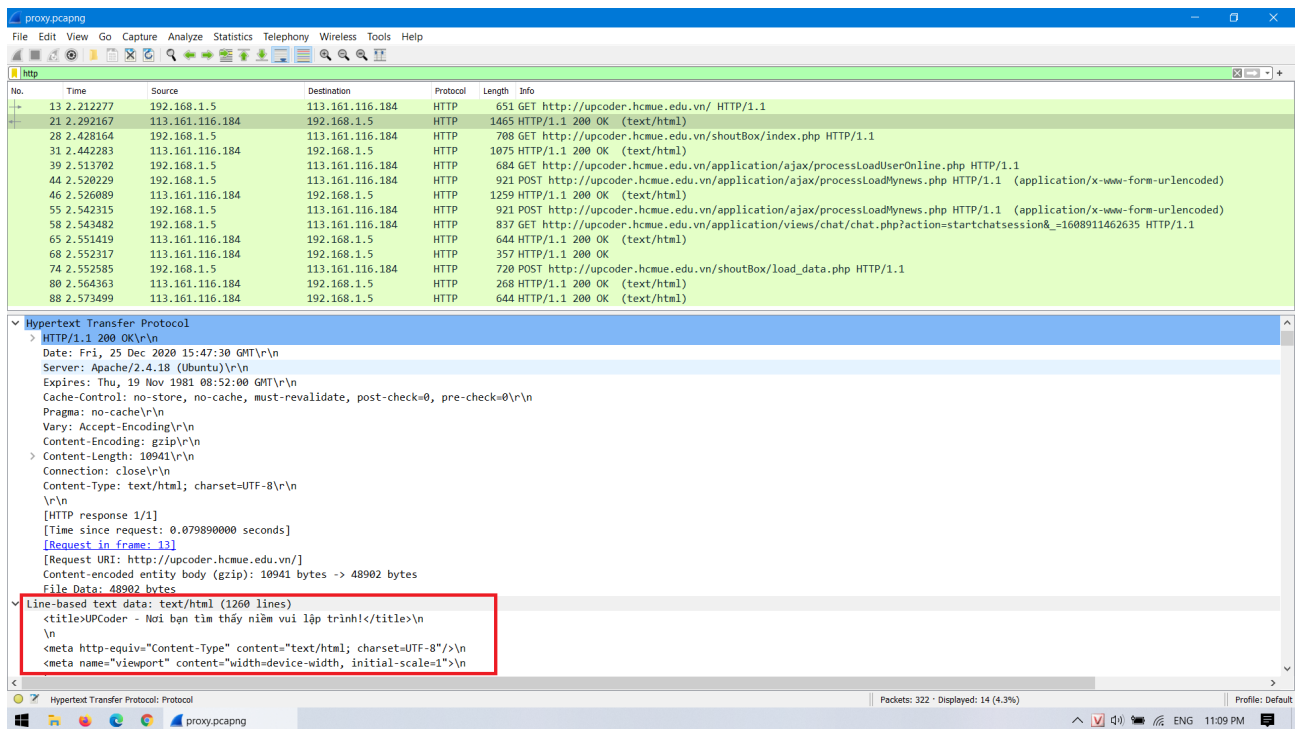 proxy.pcapng
File Edit View Go Capture Analyze Statistics Telephony Wireless Tools Help
http
No. Time Source Destination Protocol Length Info
13 2.212277 192.168.1.5 113.161.116.184 HTTP 651 GET http://upcoder.hcmue.edu.vn/ HTTP/1.1
21 2.292167 113.161.116.184 192.168.1.5 HTTP 1465 HTTP/1.1 200 OK (text/html)
28 2.428164 192.168.1.5 113.161.116.184 HTTP 708 GET http://upcoder.hcmue.edu.vn/shoutBox/index.php HTTP/1.1
31 2.442283 113.161.116.184 192.168.1.5 HTTP 1075 HTTP/1.1 200 OK (text/html)
39 2.513702 192.168.1.5 113.161.116.184 HTTP 684 GET http://upcoder.hcmue.edu.vn/application/ajax/processLoadUserOnline.php HTTP/1.1
44 2.520229 192.168.1.5 113.161.116.184 HTTP 921 POST http://upcoder.hcmue.edu.vn/application/ajax/processLoadMynews.php HTTP/1.1 (application/x-www-form-urlencoded)
46 2.526089 113.161.116.184 192.168.1.5 HTTP 1259 HTTP/1.1 200 OK (text/html)
55 2.542315 192.168.1.5 113.161.116.184 HTTP 921 POST http://upcoder.hcmue.edu.vn/application/ajax/processLoadMynews.php HTTP/1.1 (application/x-www-form-urlencoded)
58 2.543482 192.168.1.5 113.161.116.184 HTTP 837 GET http://upcoder.hcmue.edu.vn/application/views/chat/chat.php?action=startchatsession&_=1608911462635 HTTP/1.1
65 2.551419 113.161.116.184 192.168.1.5 HTTP 644 HTTP/1.1 200 OK (text/html)
68 2.552317 113.161.116.184 192.168.1.5 HTTP 357 HTTP/1.1 200 OK
74 2.552585 192.168.1.5 113.161.116.184 HTTP 720 POST http://upcoder.hcmue.edu.vn/shoutBox/load_data.php HTTP/1.1
80 2.564363 113.161.116.184 192.168.1.5 HTTP 268 HTTP/1.1 200 OK (text/html)
88 2.573499 113.161.116.184 192.168.1.5 HTTP 644 HTTP/1.1 200 OK (text/html)
Hypertext Transfer Protocol
HTTP/1.1 200 OK\r\n
Date: Fri, 25 Dec 2020 15:47:30 GMT\r\n
Server: Apache/2.4.18 (Ubuntu)\r\n
Expires: Thu, 19 Nov 1981 08:52:00 GMT\r\n
Cache-Control: no-store, no-cache, must-revalidate, post-check=0, pre-check=0\r\n
Pragma: no-cache\r\n
Vary: Accept-Encoding\r\n
Content-Encoding: gzip\r\n
Content-Length: 10941\r\n
Connection: close\r\n
Content-Type: text/html; charset=UTF-8\r\n
\r\n
[HTTP response 1/1]
[Time since request: 0.079890000 seconds]
[Request in frame: 13]
[Request URI: http://upcoder.hcmue.edu.vn/]
Content-encoded entity body (gzip): 10941 bytes -> 48902 bytes
File Data: 48902 bytes
Line-based text data: text/html (1260 lines)
<title>UPCoder - Nơi bạn tìm thấy niềm vui lập trình!</title>\n
\n
<meta http-equiv="Content-Type" content="text/html; charset=UTF-8"/>\n
<meta name="viewport" content="width=device-width, initial-scale=1">\n
Hypertext Transfer Protocol: Protocol Packets: 322 · Displayed: 14 (4.3%) Profile: Default
proxy.pcapng V ENG 11:09 PM